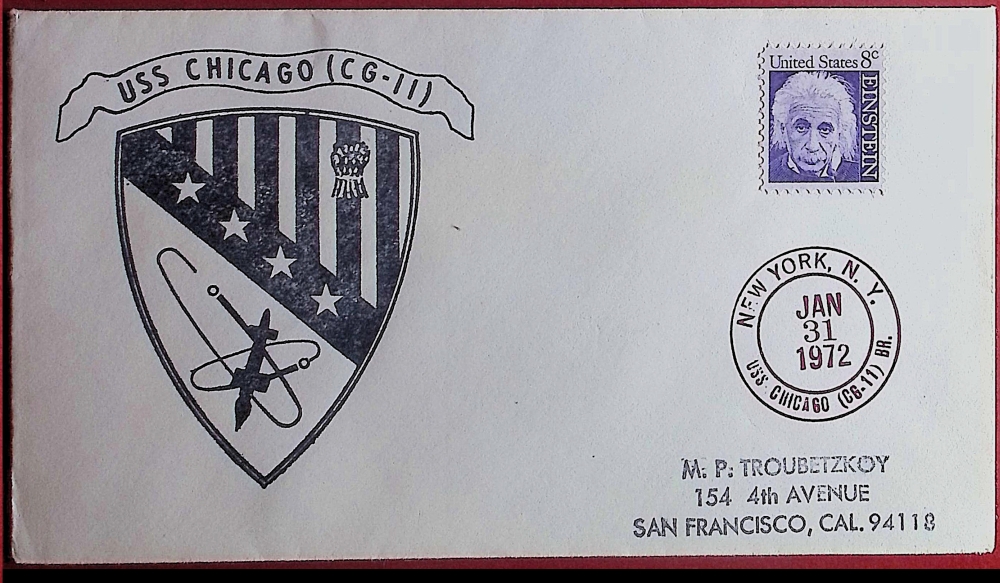 USS CHICAGO (CG-11)
United States 8c
EINSTEIN
NEW YORK, N. Y.
JAN
31
1972
USS CHICAGO (CG-11) BR.
M. P. TROUBETZKOY
154 4th AVENUE
SAN FRANCISCO, CAL. 94118